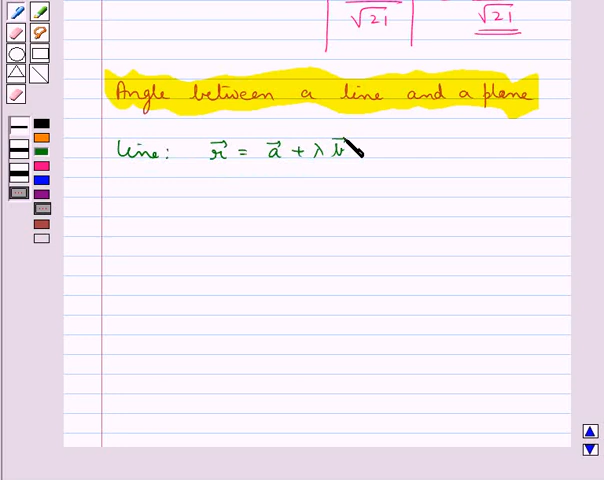 √21 √21
Angle between a line and a plane
line: r⃗ = a⃗ + λ b⃗